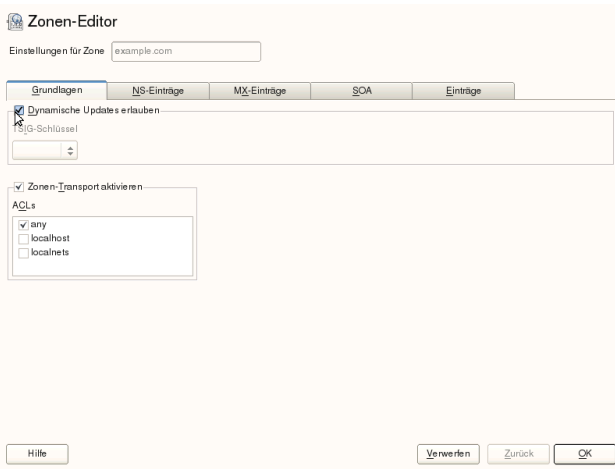 Zonen-Editor
Einstellungen für Zone example.com
Grundlagen NS-Einträge MX-Einträge SOA Einträge
Dynamische Updates erlauben
TSIG-Schlüssel
Zonen-Transport aktivieren
ACLs
any
localhost
localnets
Hilfe Verwerfen Zurück OK